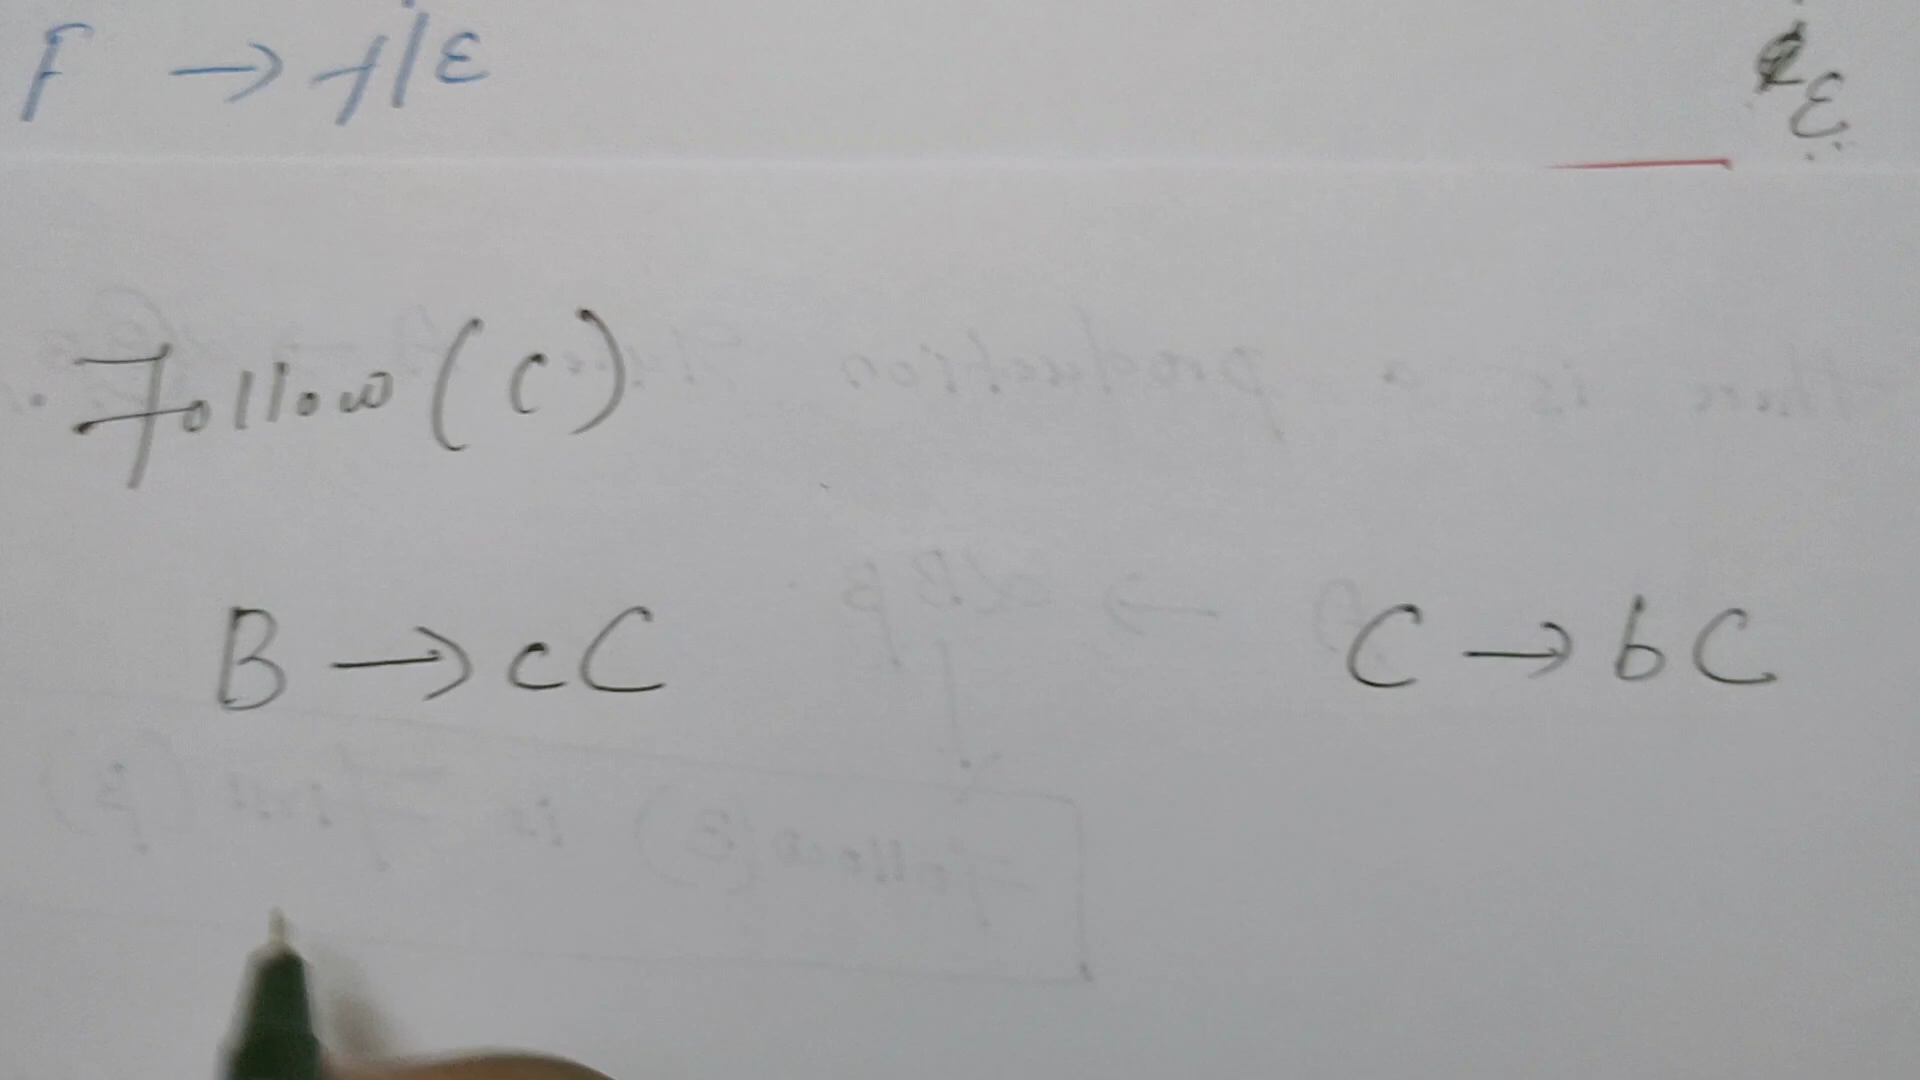 F → f/ε
ε
Follow(C)
B → cC C → bC